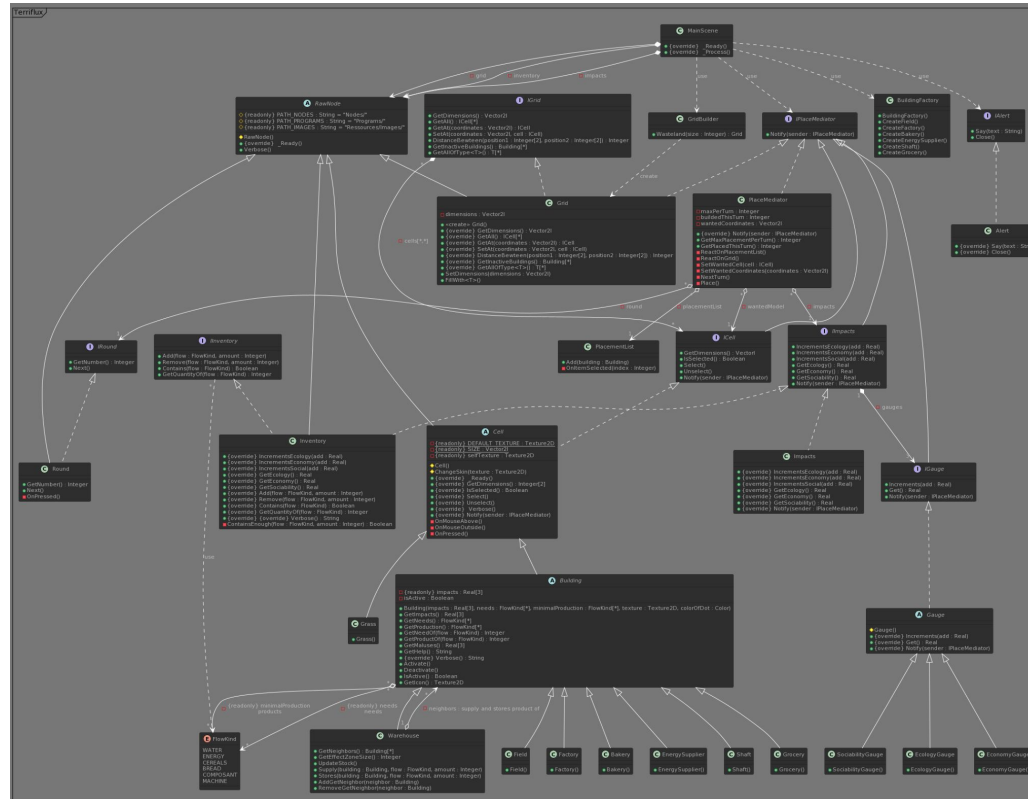 Terriflux
MainScene
{override} _Ready()
{override} _Process()
grid
inventory
impacts
use
use
use
use
RawNode
{readonly} PATH_NODES : String = "Nodes/"
{readonly} PATH_PROGRAMS : String = "Programs/"
{readonly} PATH_IMAGES : String = "Ressources/Images/"
RawNode()
{override} _Ready()
Verbose()
IGrid
GetDimensions() : Vector2I
GetAll() : ICell[*]
GetAt(coordinates : Vector2I) : ICell
SetAt(coordinates : Vector2I, cell : ICell)
DistanceBewteen(position1 : Integer[2], position2 : Integer[2]) : Integer
GetInactiveBuildings() : Building[*]
GetAllOfType<T>() : T[*]
GridBuilder
Wasteland(size : Integer) : Grid
IPlaceMediator
Notify(sender : IPlaceMediator)
BuildingFactory
BuildingFactory()
CreateField()
CreateFactory()
CreateBakery()
CreateEnergySupplier()
CreateShaft()
CreateGrocery()
IAlert
Say(text : String)
Close()
create
Grid
dimensions : Vector2I
«create» Grid()
{override} GetDimensions() : Vector2I
{override} GetAll() : ICell[*]
{override} GetAt(coordinates : Vector2I) : ICell
{override} SetAt(coordinates : Vector2I, cell : ICell)
{override} DistanceBewteen(position1 : Integer[2], position2 : Integer[2]) : Integer
{override} GetInactiveBuildings() : Building[*]
{override} GetAllOfType<T>() : T[*]
SetDimensions(dimensions : Vector2I)
FillWith<T>()
PlaceMediator
maxPerTurn : Integer
buildedThisTurn : Integer
wantedCoordinates : Vector2I
{override} Notify(sender : IPlaceMediator)
GetMaxPlacementPerTurn() : Integer
GetPlacedThisTurn() : Integer
ReactOnPlacementList()
ReactOnGrid()
SetWantedCell(cell : ICell)
SetWantedCoordinates(coordinates : Vector2I)
NextTurn()
Place()
Alert
{override} Say(text : St
{override} Close()
cells[*,*]
round
placementList
wantedModel
impacts
IRound
GetNumber() : Integer
Next()
IInventory
Add(flow : FlowKind, amount : Integer)
Remove(flow : FlowKind, amount : Integer)
Contains(flow : FlowKind) : Boolean
GetQuantityOf(flow : FlowKind) : Integer
PlacementList
Add(building : Building)
OnItemSelected(index : Integer)
ICell
GetDimensions() : VectorI
IsSelected() : Boolean
Select()
Unselect()
Notify(sender : IPlaceMediator)
IImpacts
IncrementsEcology(add : Real)
IncrementsEconomy(add : Real)
IncrementsSocial(add : Real)
GetEcology() : Real
GetEconomy() : Real
GetSociability() : Real
Notify(sender : IPlaceMediator)
gauges
Round
GetNumber() : Integer
Next()
OnPressed()
Inventory
{override} IncrementsEcology(add : Real)
{override} IncrementsEconomy(add : Real)
{override} IncrementsSocial(add : Real)
{override} GetEcology() : Real
{override} GetEconomy() : Real
{override} GetSociability() : Real
{override} Add(flow : FlowKind, amount : Integer)
{override} Remove(flow : FlowKind, amount : Integer)
{override} Contains(flow : FlowKind) : Boolean
{override} GetQuantityOf(flow : FlowKind) : Integer
{override} {override} Verbose() : String
ContainsEnough(flow : FlowKind, amount : Integer) : Boolean
Cell
{readonly} DEFAULT_TEXTURE : Texture2D
{readonly} SIZE : Vector2I
{readonly} selfTexture : Texture2D
Cell()
ChangeSkin(texture : Texture2D)
{override} _Ready()
{override} GetDimensions() : Integer[2]
{override} IsSelected() : Boolean
{override} Select()
{override} Unselect()
{override} Verbose()
{override} Notify(sender : IPlaceMediator)
OnMouseAbove()
OnMouseOutside()
OnPressed()
Impacts
{override} IncrementsEcology(add : Real)
{override} IncrementsEconomy(add : Real)
{override} IncrementsSocial(add : Real)
{override} GetEcology() : Real
{override} GetEconomy() : Real
{override} GetSociability() : Real
{override} Notify(sender : IPlaceMediator)
IGauge
Increments(add : Real)
Get() : Real
Notify(sender : IPlaceMediator)
use
Building
{readonly} impacts : Real[3]
isActive : Boolean
Building(impacts : Real[3], needs : FlowKind[*], minimalProduction : FlowKind[*], texture : Texture2D, colorOfDot : Color)
GetImpacts() : Real[3]
GetNeeds() : FlowKind[*]
GetProduction() : FlowKind[*]
GetNeedOf(flow : FlowKind) : Integer
GetProductOf(flow : FlowKind) : Integer
GetMaluses() : Real[3]
GetHelp() : String
{override} Verbose() : String
Activate()
Deactivate()
IsActive() : Boolean
GetIcon() : Texture2D
Grass
Grass()
Gauge
Gauge()
{override} Increments(add : Real)
{override} Get() : Real
{override} Notify(sender : IPlaceMediator)
{readonly} minimalProduction
products
{readonly} needs
needs
neighbors : supply and stores product of
FlowKind
WATER
ENERGY
CEREALS
BREAD
COMPOSANT
MACHINE
Warehouse
GetNeighbors() : Building[*]
GetEffectZoneSize() : Integer
UpdateStock()
Supply(building : Building, flow : FlowKind, amount : Integer)
Stores(building : Building, flow : FlowKind, amount : Integer)
AddGetNeighbor(neighbor : Building)
RemoveGetNeighbor(neighbor : Building)
Field
Field()
Factory
Factory()
Bakery
Bakery()
EnergySupplier
EnergySupplier()
Shaft
Shaft()
Grocery
Grocery()
SociabilityGauge
SociabilityGauge()
EcologyGauge
EcologyGauge()
EconomyGauge
EconomyGauge()